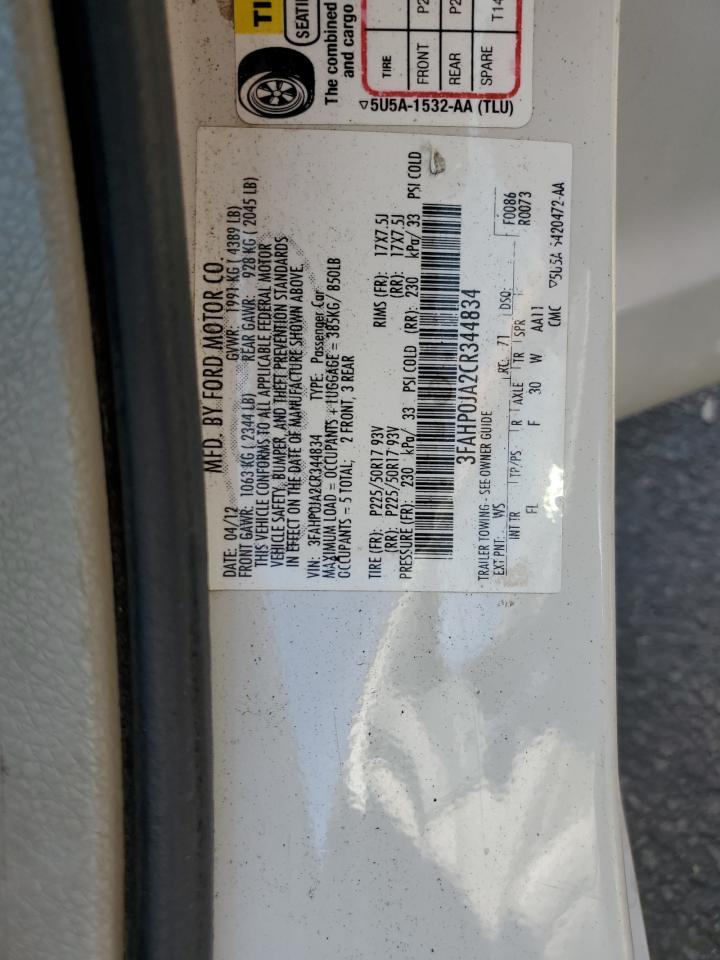 TI
SEATIN
The combined
and cargo
TIRE
FRONT P2
REAR P2
SPARE T14
5U5A-1532-AA (TLU)
MFD. BY FORD MOTOR CO.
DATE: 04/12 GVWR: 1991 KG ( 4389 LB)
FRONT GAWR: 1063 KG ( 2344 LB) REAR GAWR: 928 KG ( 2045 LB)
THIS VEHICLE CONFORMS TO ALL APPLICABLE FEDERAL MOTOR
VEHICLE SAFETY, BUMPER, AND THEFT PREVENTION STANDARDS
IN EFFECT ON THE DATE OF MANUFACTURE SHOWN ABOVE.
VIN: 3FAHP0JA2CR344834 TYPE: Passenger Car
MAXIMUM LOAD = OCCUPANTS + LUGGAGE = 385KG/ 850LB
OCCUPANTS = 5 TOTAL; 2 FRONT, 3 REAR
TIRE (FR): P225/50R17 93V RIMS (FR): 17X7.5J
(RR): P225/50R17 93V (RR): 17X7.5J
PRESSURE (FR): 230 kPa/ 33 PSI COLD (RR): 230 kPa/ 33 PSI COLD
3FAHP0JA2CR344834
TRAILER TOWING - SEE OWNER GUIDE F0086
EXT PNT: WS RC: 71 DSO: R0073
INT TR TP/PS R AXLE TR SPR
FL F 30 W AA11
CMC 5U5A 5420472-AA